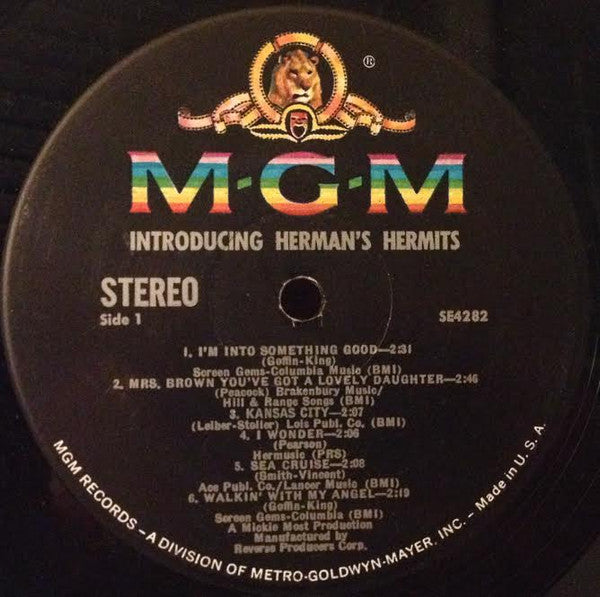 ®
M·G·M
INTRODUCING HERMAN'S HERMITS
STEREO
Side 1
SE4282
1. I'M INTO SOMETHING GOOD—2:31
(Goffin-King)
Screen Gems-Columbia Music (BMI)
2. MRS. BROWN YOU'VE GOT A LOVELY DAUGHTER—2:46
(Peacock) Brakenbury Music/
Hill & Range Songs (BMI)
3. KANSAS CITY—2:07
(Leiber-Stoller) Lois Publ. Co. (BMI)
4. I WONDER—2:06
(Pearson)
Hermusic (PRS)
5. SEA CRUISE—2:08
(Smith-Vincent)
Ace Publ. Co./Lancer Music (BMI)
6. WALKIN' WITH MY ANGEL—2:19
(Goffin-King)
Screen Gems-Columbia (BMI)
A Mickie Most Production
Manufactured by
Reverse Producers Corp.
MGM RECORDS – A DIVISION OF METRO-GOLDWYN-MAYER, INC. – Made in U. S. A.